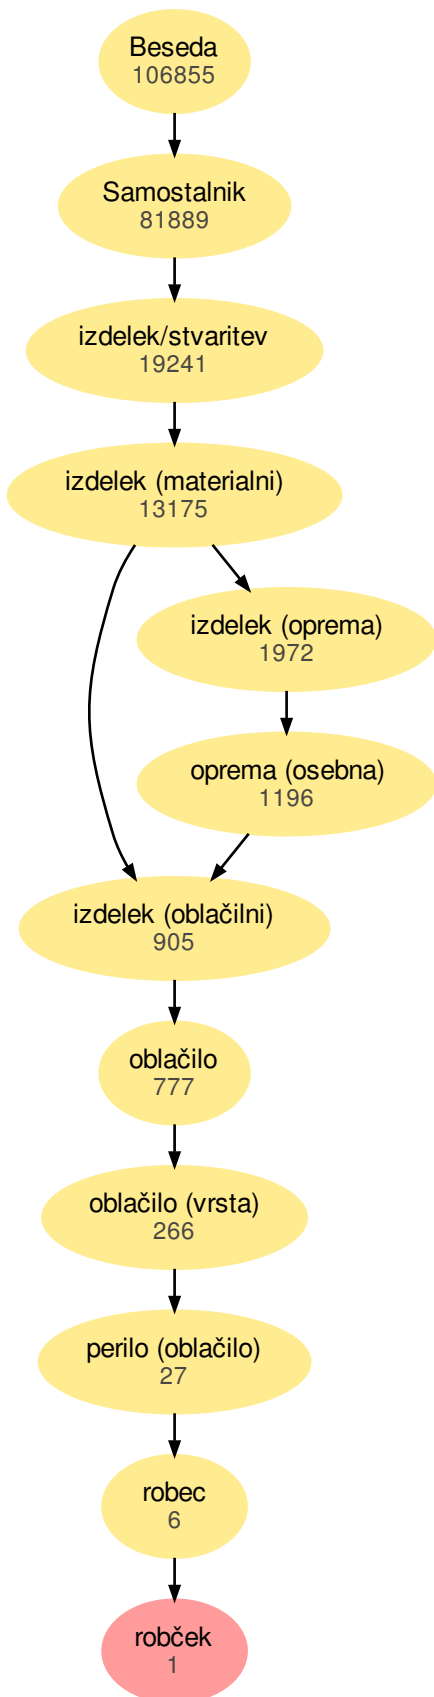 Beseda
106855
Samostalnik
81889
izdelek/stvaritev
19241
izdelek (materialni)
13175
izdelek (oprema)
1972
oprema (osebna)
1196
izdelek (oblačilni)
905
oblačilo
777
oblačilo (vrsta)
266
perilo (oblačilo)
27
robec
6
robček
1